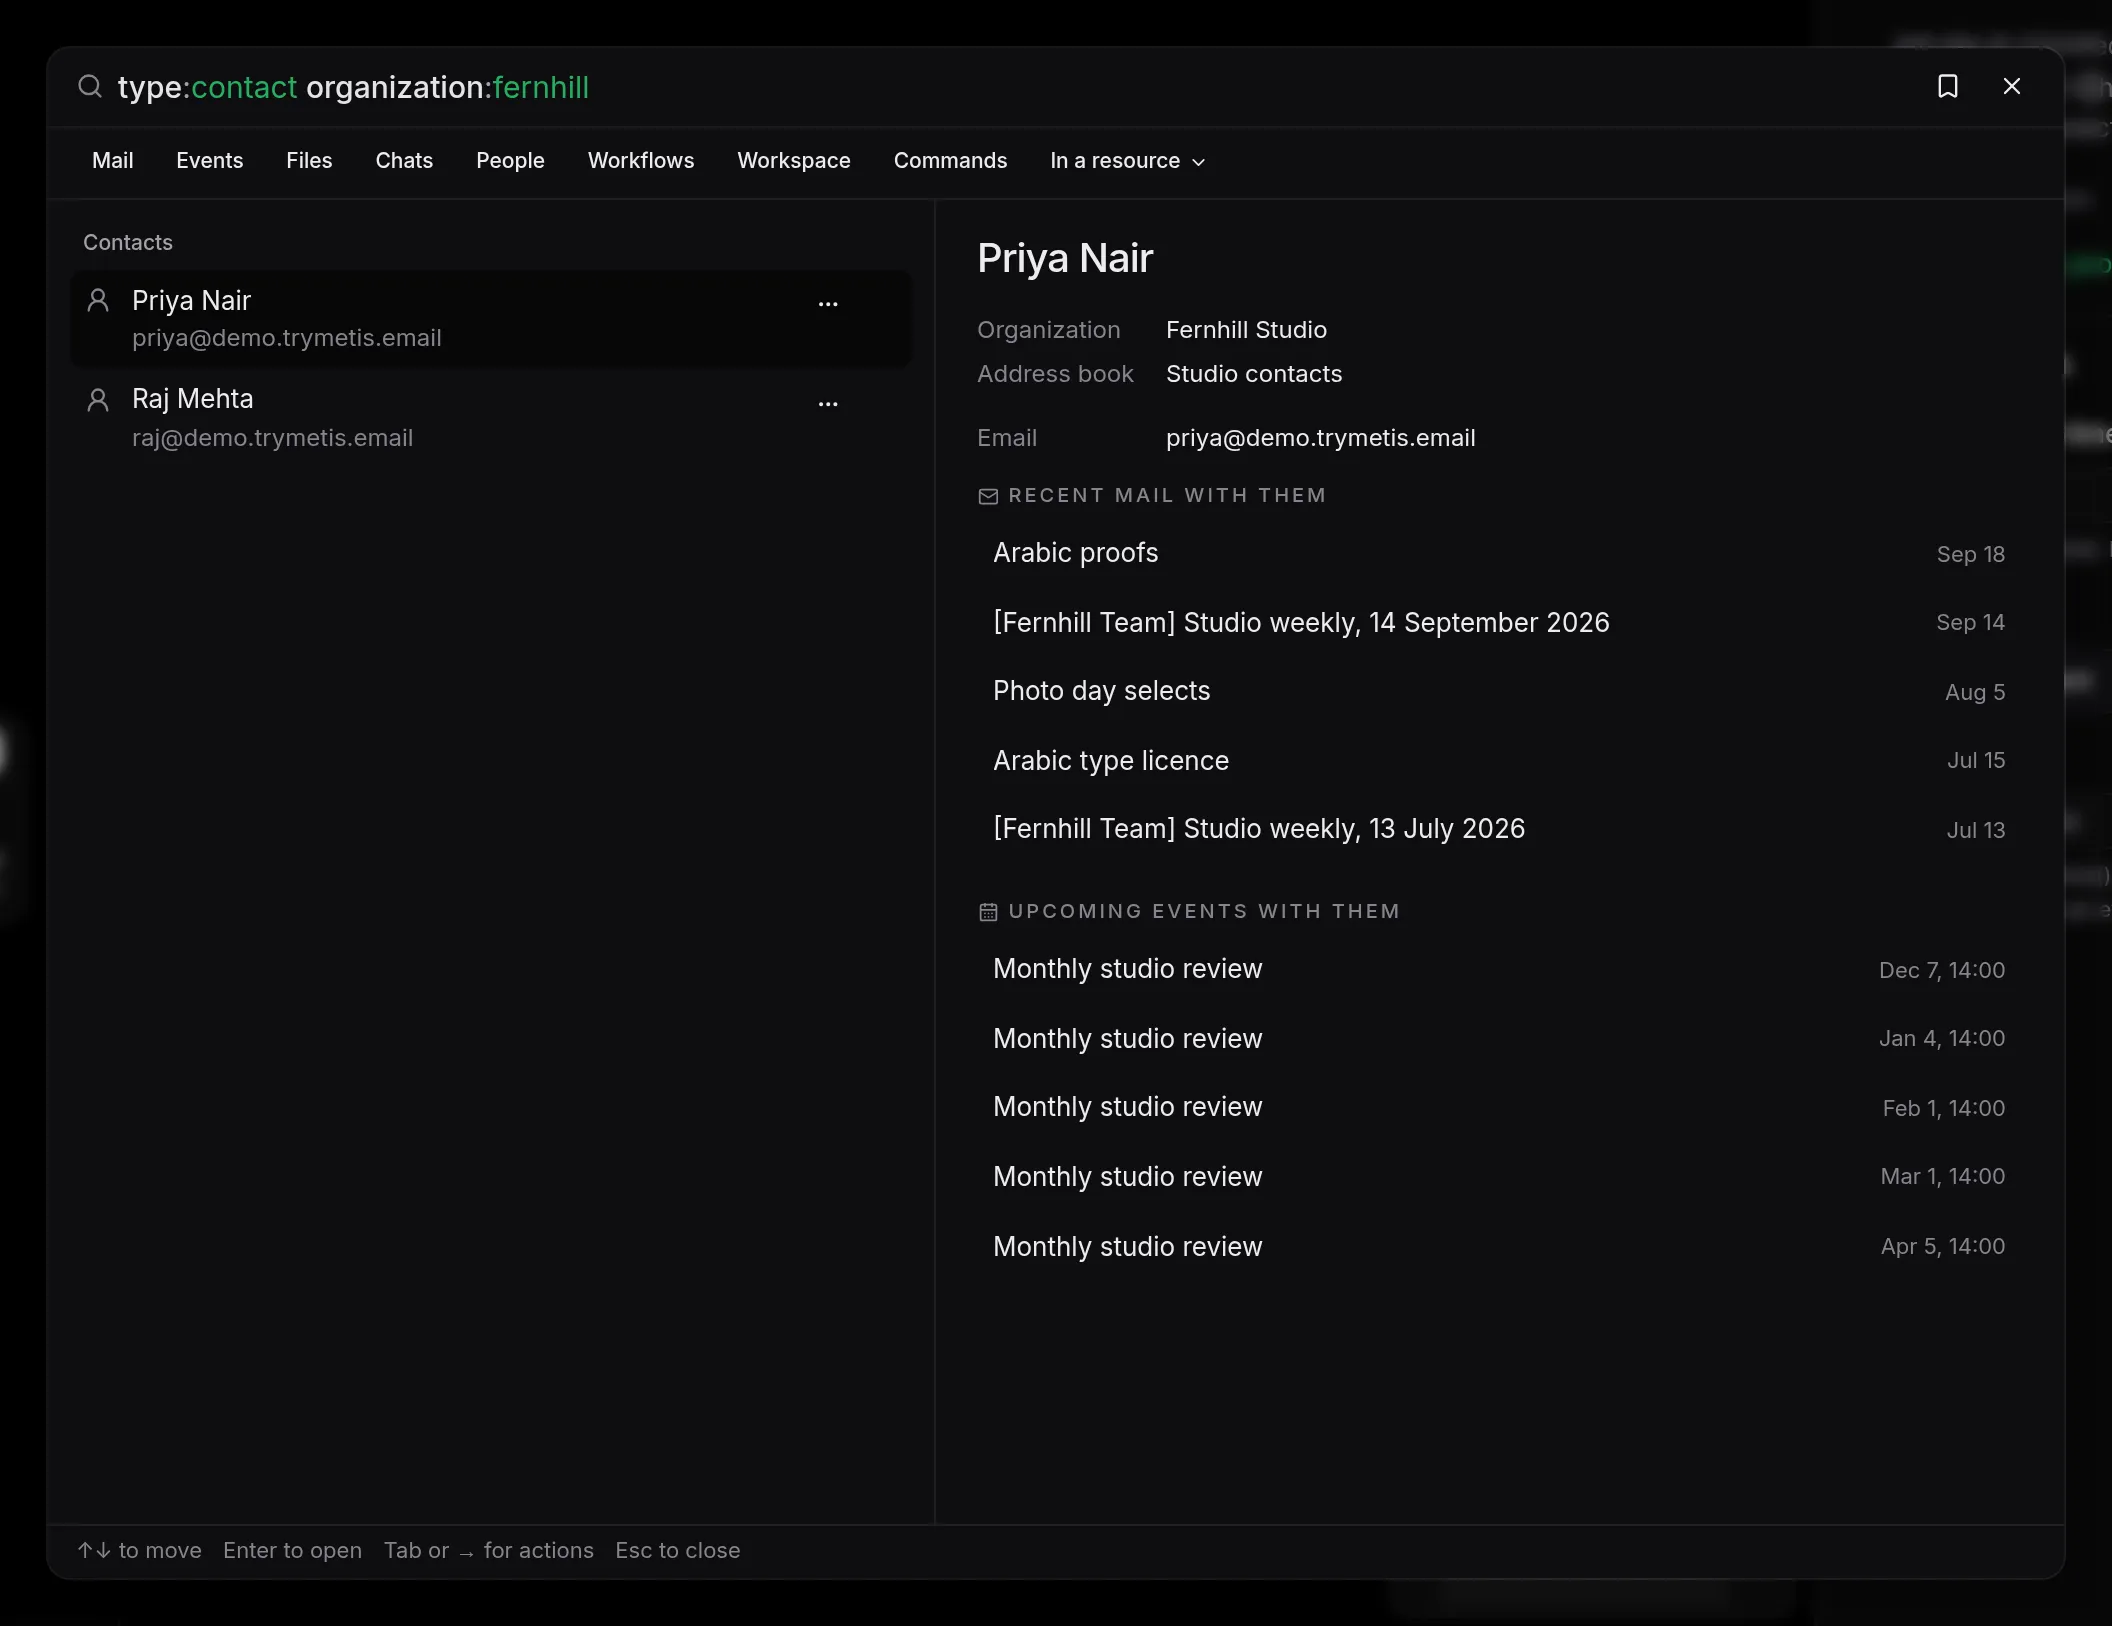 type:contact organization:fernhill
Mail Events Files Chats People Workflows Workspace Commands In a resource
Contacts
Priya Nair
priya@demo.trymetis.email
Raj Mehta
raj@demo.trymetis.email
Priya Nair
Organization Fernhill Studio
Address book Studio contacts
Email priya@demo.trymetis.email
RECENT MAIL WITH THEM
Arabic proofs Sep 18
[Fernhill Team] Studio weekly, 14 September 2026 Sep 14
Photo day selects Aug 5
Arabic type licence Jul 15
[Fernhill Team] Studio weekly, 13 July 2026 Jul 13
UPCOMING EVENTS WITH THEM
Monthly studio review Dec 7, 14:00
Monthly studio review Jan 4, 14:00
Monthly studio review Feb 1, 14:00
Monthly studio review Mar 1, 14:00
Monthly studio review Apr 5, 14:00
↑↓ to move Enter to open Tab or → for actions Esc to close